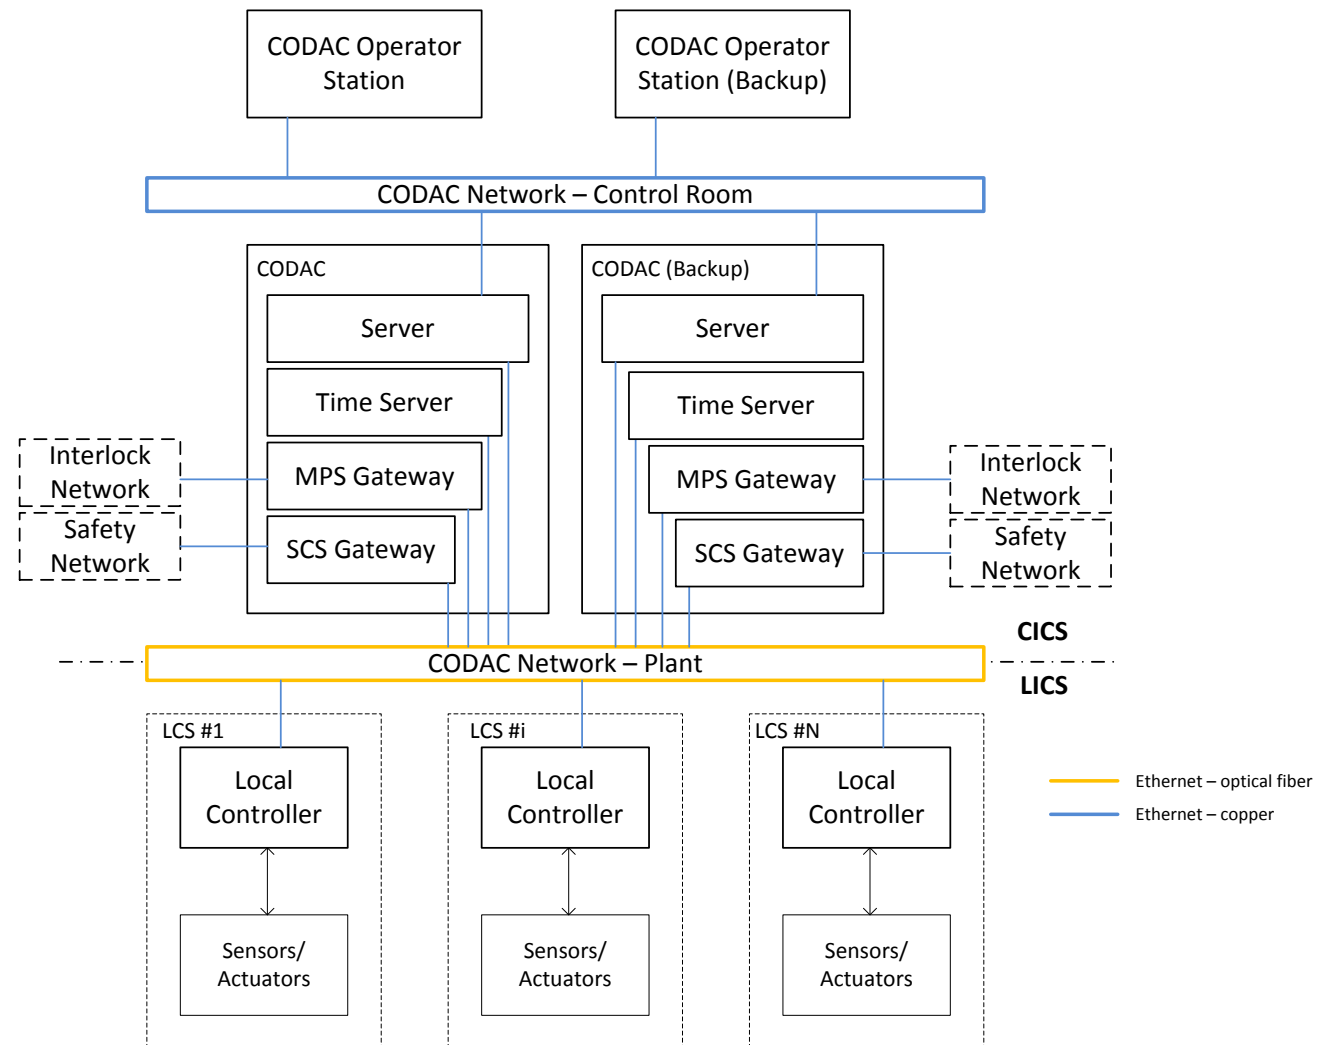 CODAC Operator
Station
CODAC Operator
Station (Backup)
CODAC Network – Control Room
CODAC
Server
Time Server
MPS Gateway
SCS Gateway
CODAC (Backup)
Server
Time Server
MPS Gateway
SCS Gateway
Interlock
Network
Safety
Network
Interlock
Network
Safety
Network
CICS
CODAC Network – Plant
LICS
LCS #1
Local
Controller
Sensors/
Actuators
LCS #i
Local
Controller
Sensors/
Actuators
LCS #N
Local
Controller
Sensors/
Actuators
Ethernet – optical fiber
Ethernet – copper